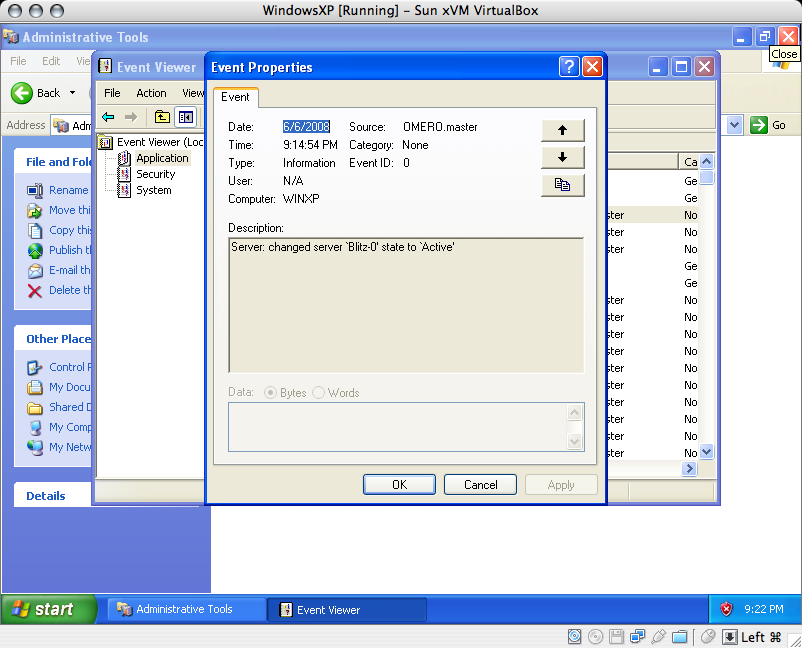 WindowsXP [Running] – Sun xVM VirtualBox
Administrative Tools
Close
File Edit Vie
Back
Address Adm
Go
File and Fold
Rename
Move thi
Copy this
Publish t
E-mail th
Delete th
Other Place
Control P
My Docu
Shared D
My Comp
My Netw
Details
Event Viewer
File Action View
Event Viewer (Loc
Application
Security
System
Ca
Ge
Ge
ster No
ster No
ster No
Ge
Ge
ster No
ster No
ster No
ster No
ster No
ster No
ster No
ster No
ster No
ster No
Event Properties
Event
Date: 6/6/2008 Source: OMERO.master
Time: 9:14:54 PM Category: None
Type: Information Event ID: 0
User: N/A
Computer: WINXP
Description:
Server: changed server `Blitz-0' state to `Active'
Data: Bytes Words
OK Cancel Apply
start Administrative Tools Event Viewer 9:22 PM
Left ⌘